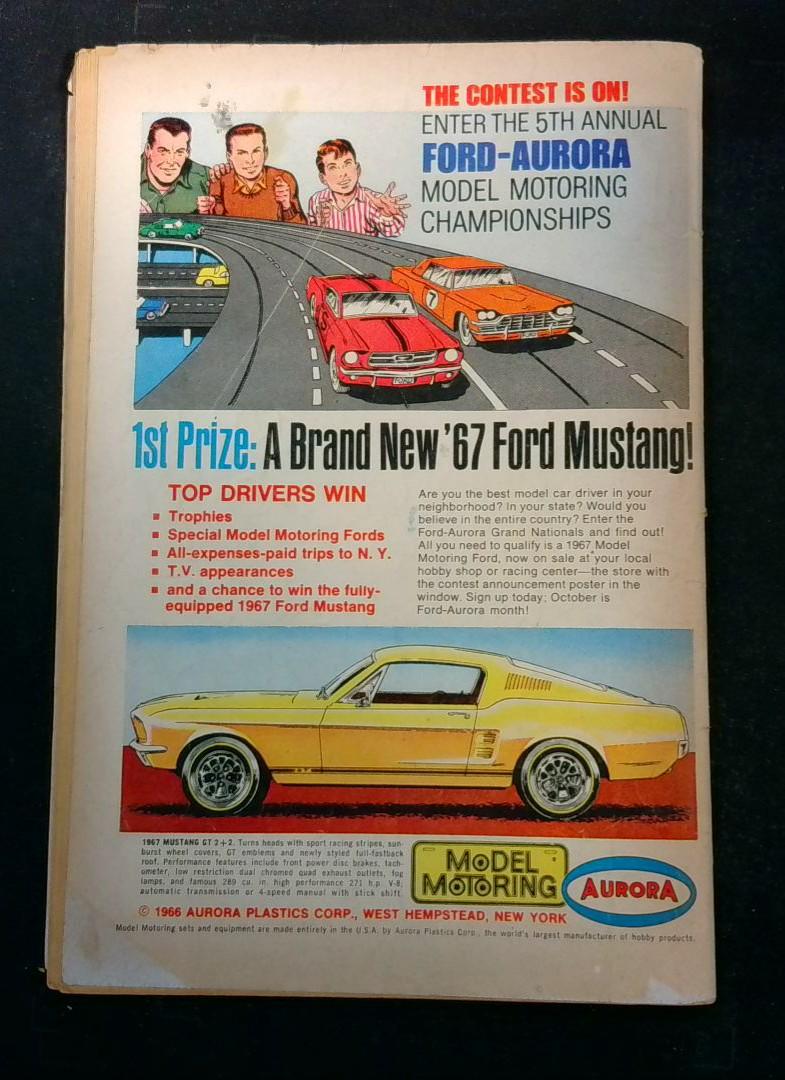 THE CONTEST IS ON!
ENTER THE 5TH ANNUAL
FORD-AURORA
MODEL MOTORING
CHAMPIONSHIPS
7
FORD
1st Prize: A Brand New '67 Ford Mustang!
TOP DRIVERS WIN
▪ Trophies
▪ Special Model Motoring Fords
▪ All-expenses-paid trips to N. Y.
▪ T.V. appearances
▪ and a chance to win the fully-
equipped 1967 Ford Mustang
Are you the best model car driver in your
neighborhood? In your state? Would you
believe in the entire country? Enter the
Ford-Aurora Grand Nationals and find out!
All you need to qualify is a 1967 Model
Motoring Ford, now on sale at your local
hobby shop or racing center—the store with
the contest announcement poster in the
window. Sign up today; October is
Ford-Aurora month!
1967 MUSTANG GT 2+2. Turns heads with sport racing stripes, sun-
burst wheel covers, GT emblems and newly styled full-fastback
roof. Performance features include front power disc brakes, tach-
ometer, low restriction dual chromed quad exhaust outlets, fog
lamps, and famous 289 cu. in. high performance 271 h.p. V-8;
automatic transmission or 4-speed manual with stick shift.
MODEL
MOTORING
AURORA
© 1966 AURORA PLASTICS CORP., WEST HEMPSTEAD, NEW YORK
Model Motoring sets and equipment are made entirely in the U.S.A. by Aurora Plastics Corp., the world's largest manufacturer of hobby products.